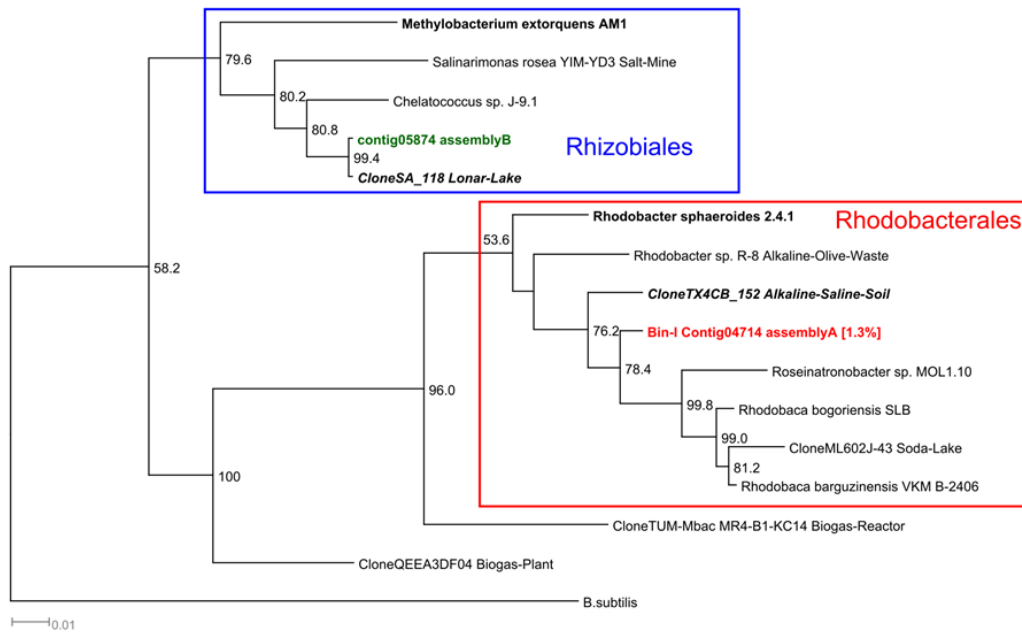 Methylobacterium extorquens AM1
79.6
Salinarimonas rosea YIM-YD3 Salt-Mine
80.2
Chelatococcus sp. J-9.1
80.8
contig05874 assemblyB
Rhizobiales
99.4
CloneSA_118 Lonar-Lake
Rhodobacter sphaeroides 2.4.1
Rhodobacterales
53.6
Rhodobacter sp. R-8 Alkaline-Olive-Waste
58.2
CloneTX4CB_152 Alkaline-Saline-Soil
76.2
Bin-I Contig04714 assemblyA [1.3%]
78.4
Roseinatronobacter sp. MOL1.10
96.0
99.8
Rhodobaca bogoriensis SLB
99.0
CloneML602J-43 Soda-Lake
81.2
100
Rhodobaca barguzinensis VKM B-2406
CloneTUM-Mbac MR4-B1-KC14 Biogas-Reactor
CloneQEEA3DF04 Biogas-Plant
B.subtilis
0.01